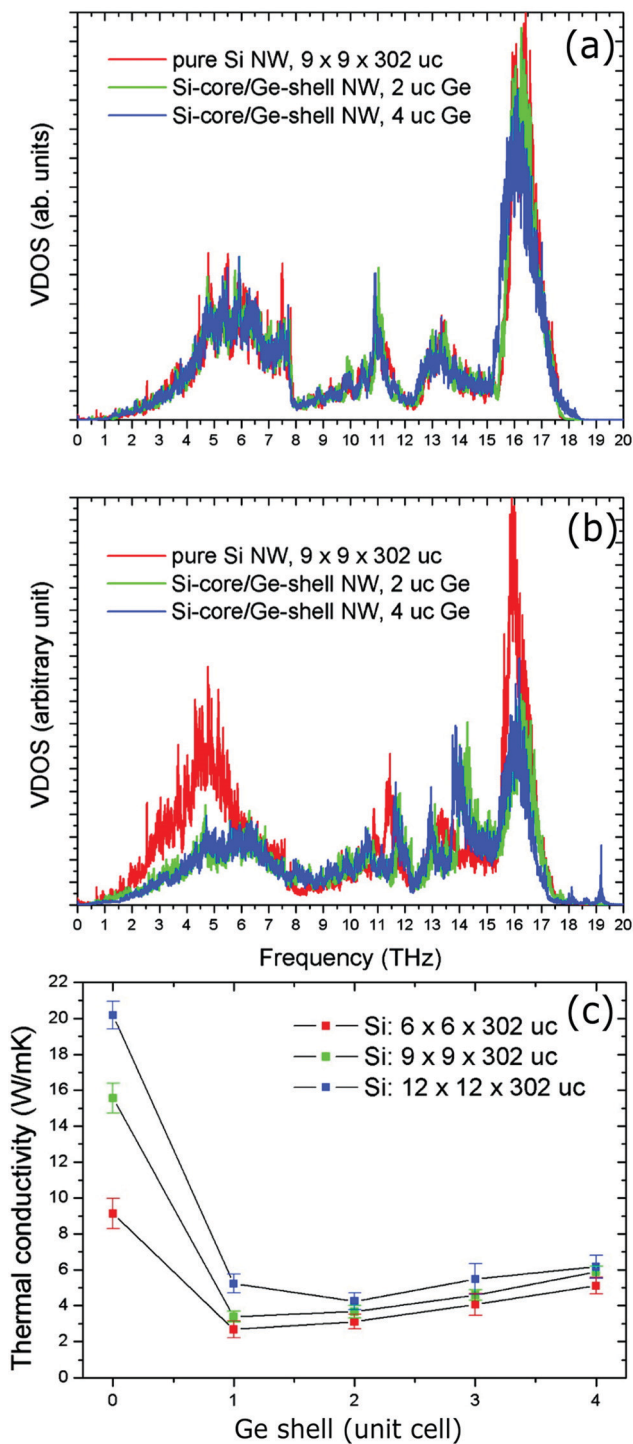 (a)
pure Si NW, 9 x 9 x 302 uc
Si-core/Ge-shell NW, 2 uc Ge
Si-core/Ge-shell NW, 4 uc Ge
VDOS (ab. units)
0 1 2 3 4 5 6 7 8 9 10 11 12 13 14 15 16 17 18 19 20
(b)
pure Si NW, 9 x 9 x 302 uc
Si-core/Ge-shell NW, 2 uc Ge
Si-core/Ge-shell NW, 4 uc Ge
VDOS (arbitrary unit)
0 1 2 3 4 5 6 7 8 9 10 11 12 13 14 15 16 17 18 19 20
Frequency (THz)
(c)
Si: 6 x 6 x 302 uc
Si: 9 x 9 x 302 uc
Si: 12 x 12 x 302 uc
Thermal conductivity (W/mK)
22
20
18
16
14
12
10
8
6
4
2
0
0 1 2 3 4
Ge shell (unit cell)